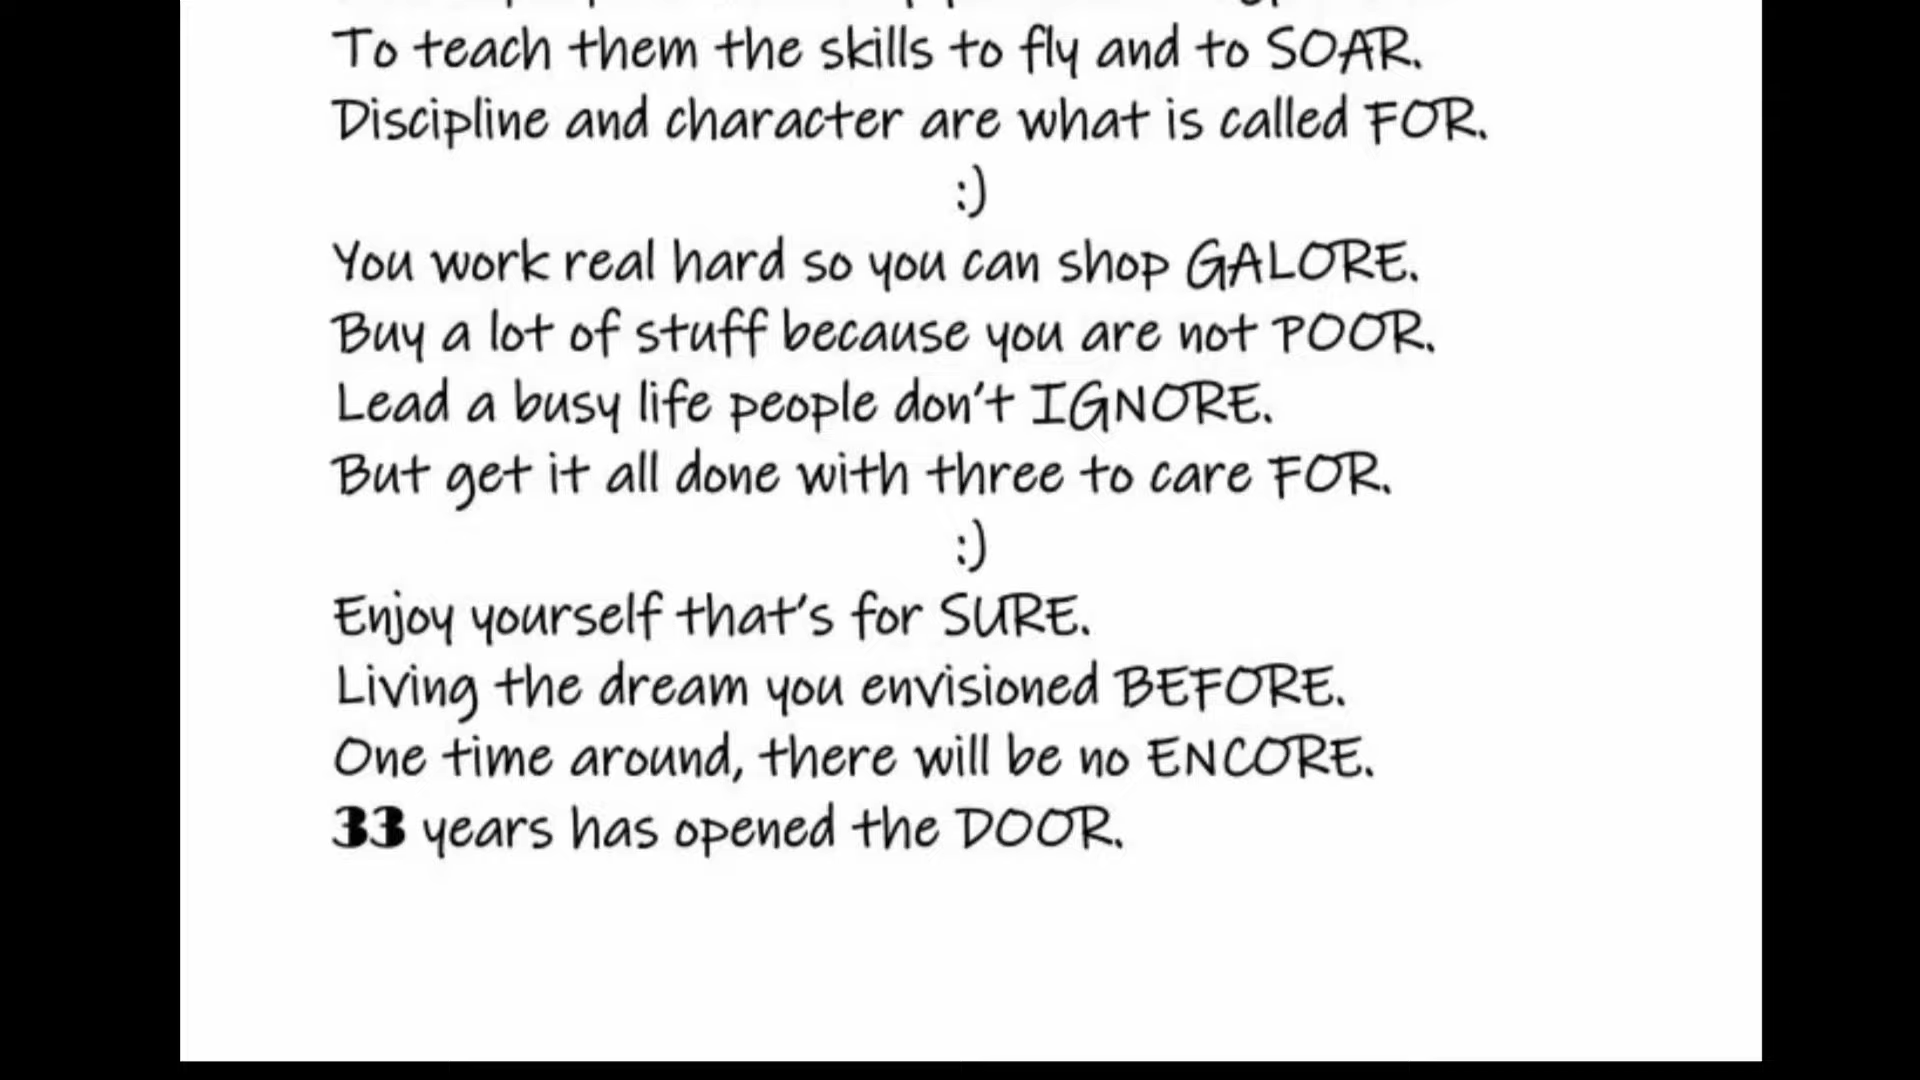 To teach them the skills to fly and to SOAR.
Discipline and character are what is called FOR.
:)
You work real hard so you can shop GALORE.
Buy a lot of stuff because you are not POOR.
Lead a busy life people don't IGNORE.
But get it all done with three to care FOR.
:)
Enjoy yourself that's for SURE.
Living the dream you envisioned BEFORE.
One time around, there will be no ENCORE.
33 years has opened the DOOR.